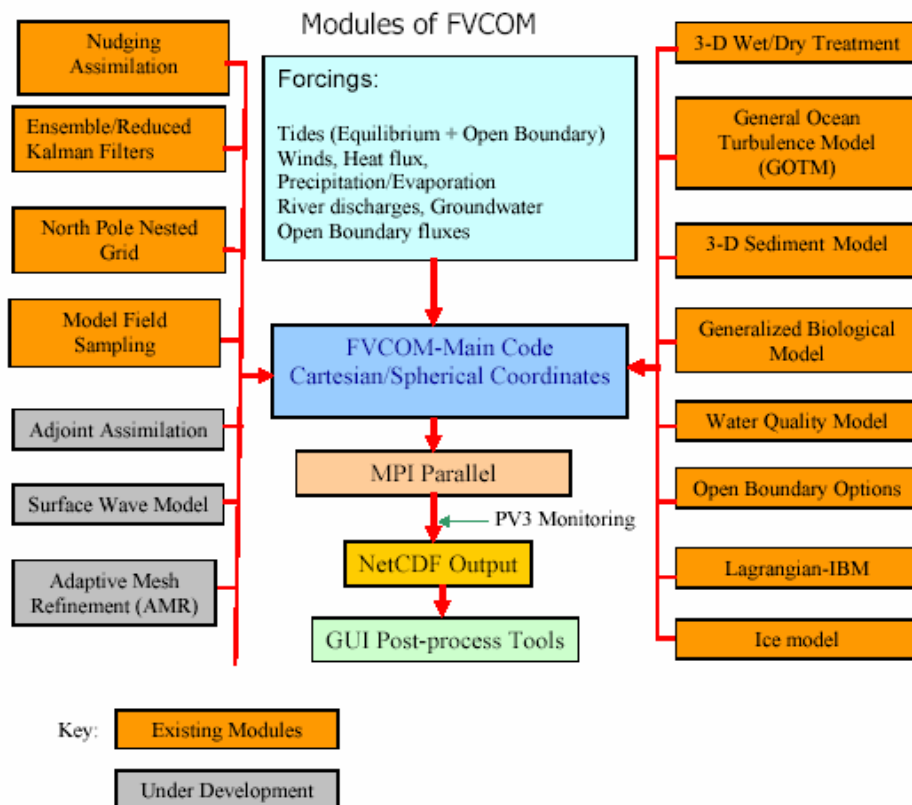 Modules of FVCOM
Nudging
Assimilation
Ensemble/Reduced
Kalman Filters
North Pole Nested
Grid
Model Field
Sampling
Adjoint Assimilation
Surface Wave Model
Adaptive Mesh
Refinement (AMR)
Forcings:
Tides (Equilibrium + Open Boundary)
Winds, Heat flux,
Precipitation/Evaporation
River discharges, Groundwater
Open Boundary fluxes
FVCOM-Main Code
Cartesian/Spherical Coordinates
MPI Parallel
PV3 Monitoring
NetCDF Output
GUI Post-process Tools
3-D Wet/Dry Treatment
General Ocean
Turbulence Model
(GOTM)
3-D Sediment Model
Generalized Biological
Model
Water Quality Model
Open Boundary Options
Lagrangian-IBM
Ice model
Key:
Existing Modules
Under Development